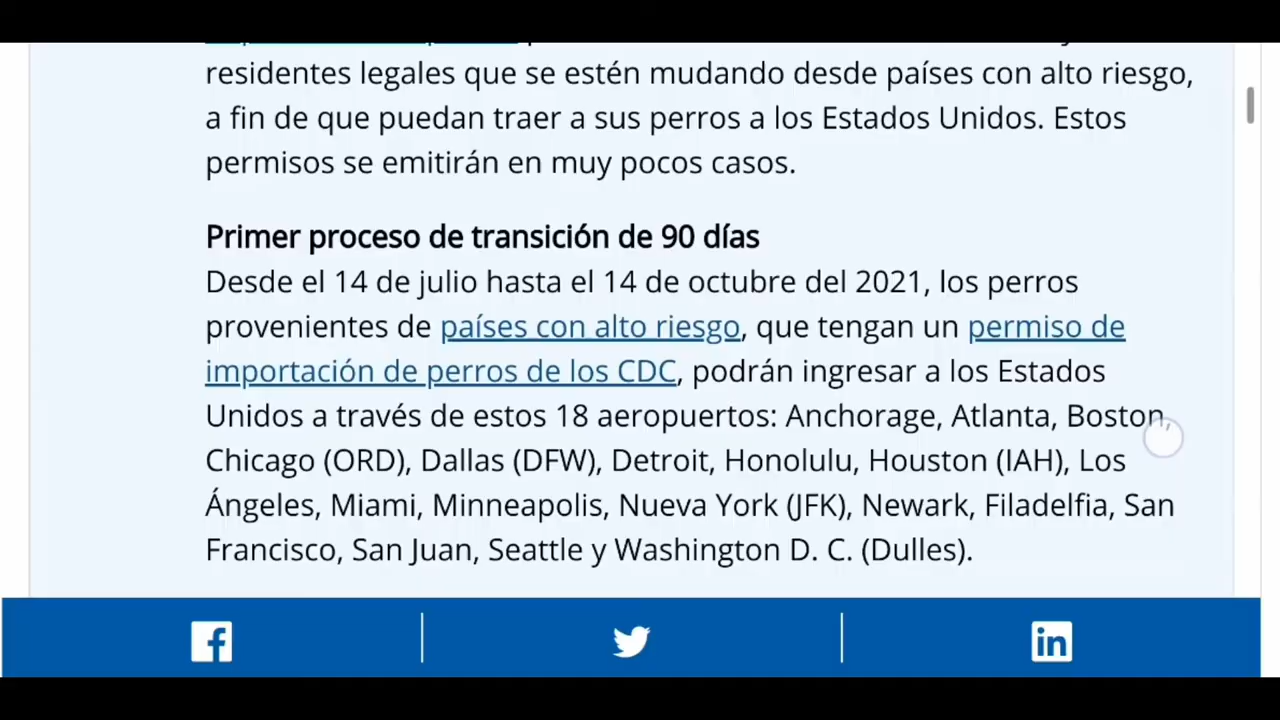 residentes legales que se estén mudando desde países con alto riesgo,
a fin de que puedan traer a sus perros a los Estados Unidos. Estos
permisos se emitirán en muy pocos casos.
Primer proceso de transición de 90 días
Desde el 14 de julio hasta el 14 de octubre del 2021, los perros
provenientes de países con alto riesgo, que tengan un permiso de
importación de perros de los CDC, podrán ingresar a los Estados
Unidos a través de estos 18 aeropuertos: Anchorage, Atlanta, Boston,
Chicago (ORD), Dallas (DFW), Detroit, Honolulu, Houston (IAH), Los
Ángeles, Miami, Minneapolis, Nueva York (JFK), Newark, Filadelfia, San
Francisco, San Juan, Seattle y Washington D. C. (Dulles).